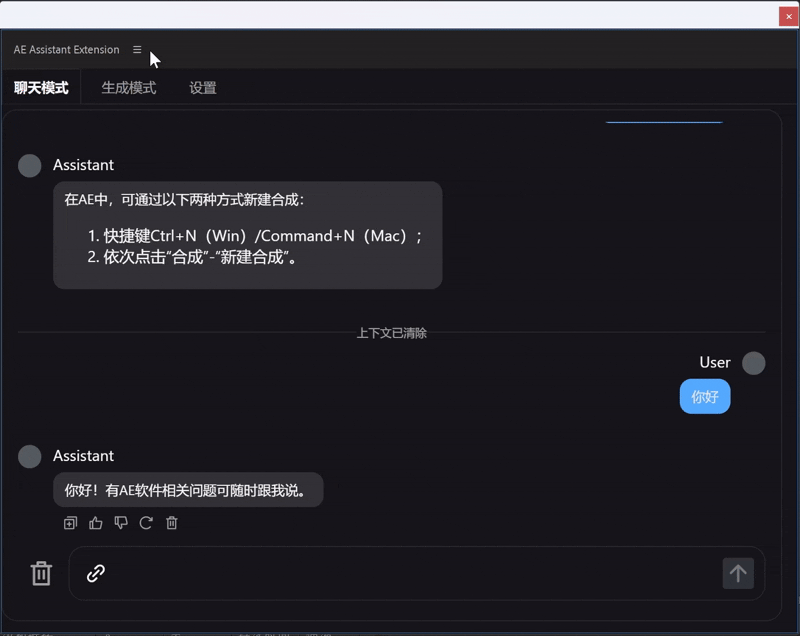 AE Assistant Extension
聊天模式 生成模式 设置
Assistant
在AE中，可通过以下两种方式新建合成：
1. 快捷键Ctrl+N（Win）/Command+N（Mac）；
2. 依次点击“合成”-“新建合成”。
上下文已清除
User
你好
Assistant
你好！有AE软件相关问题可随时跟我说。